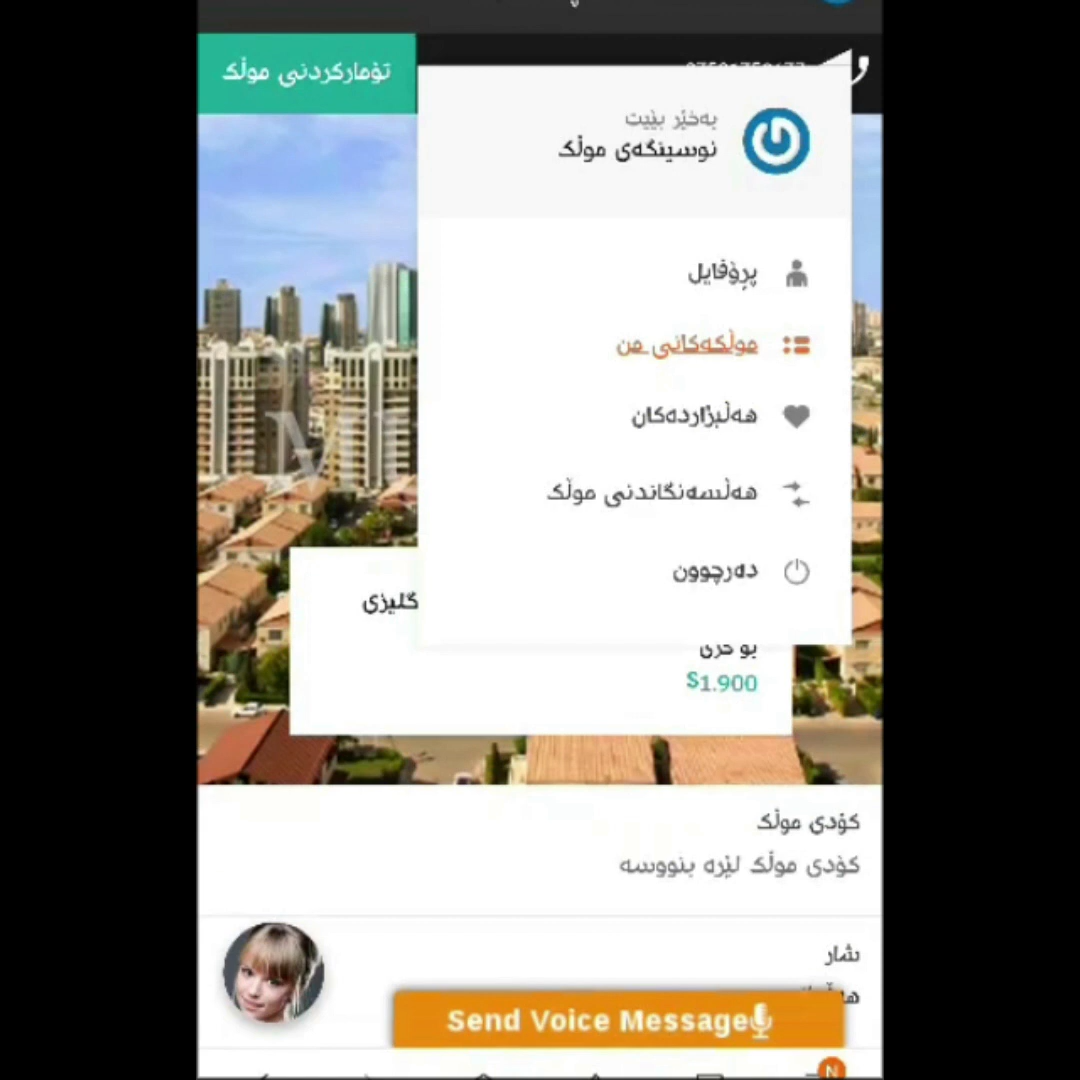 تۆمارکردنی موڵک
بەخێر بێیت
نوسینگەی موڵک
پڕۆفایل
موڵکەکانی من
هەڵبژاردەکان
هەڵسەنگاندنی موڵک
دەرچوون
گلیزی
بۆ کرێ
$1.900
کۆدی موڵک
کۆدی موڵک لێرە بنووسە
شار
Send Voice Message
N